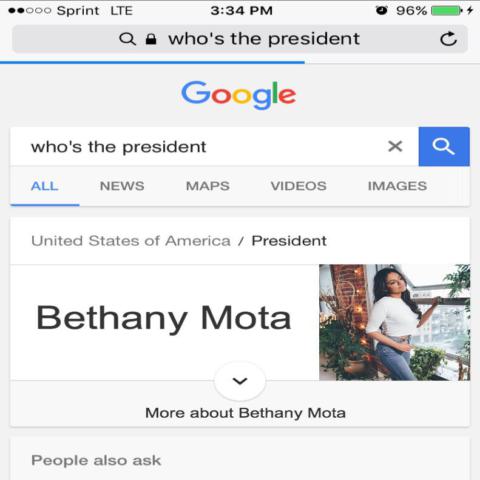 Sprint LTE 3:34 PM 96%
who's the president
Google
who's the president
ALL NEWS MAPS VIDEOS IMAGES
United States of America / President
Bethany Mota
More about Bethany Mota
People also ask